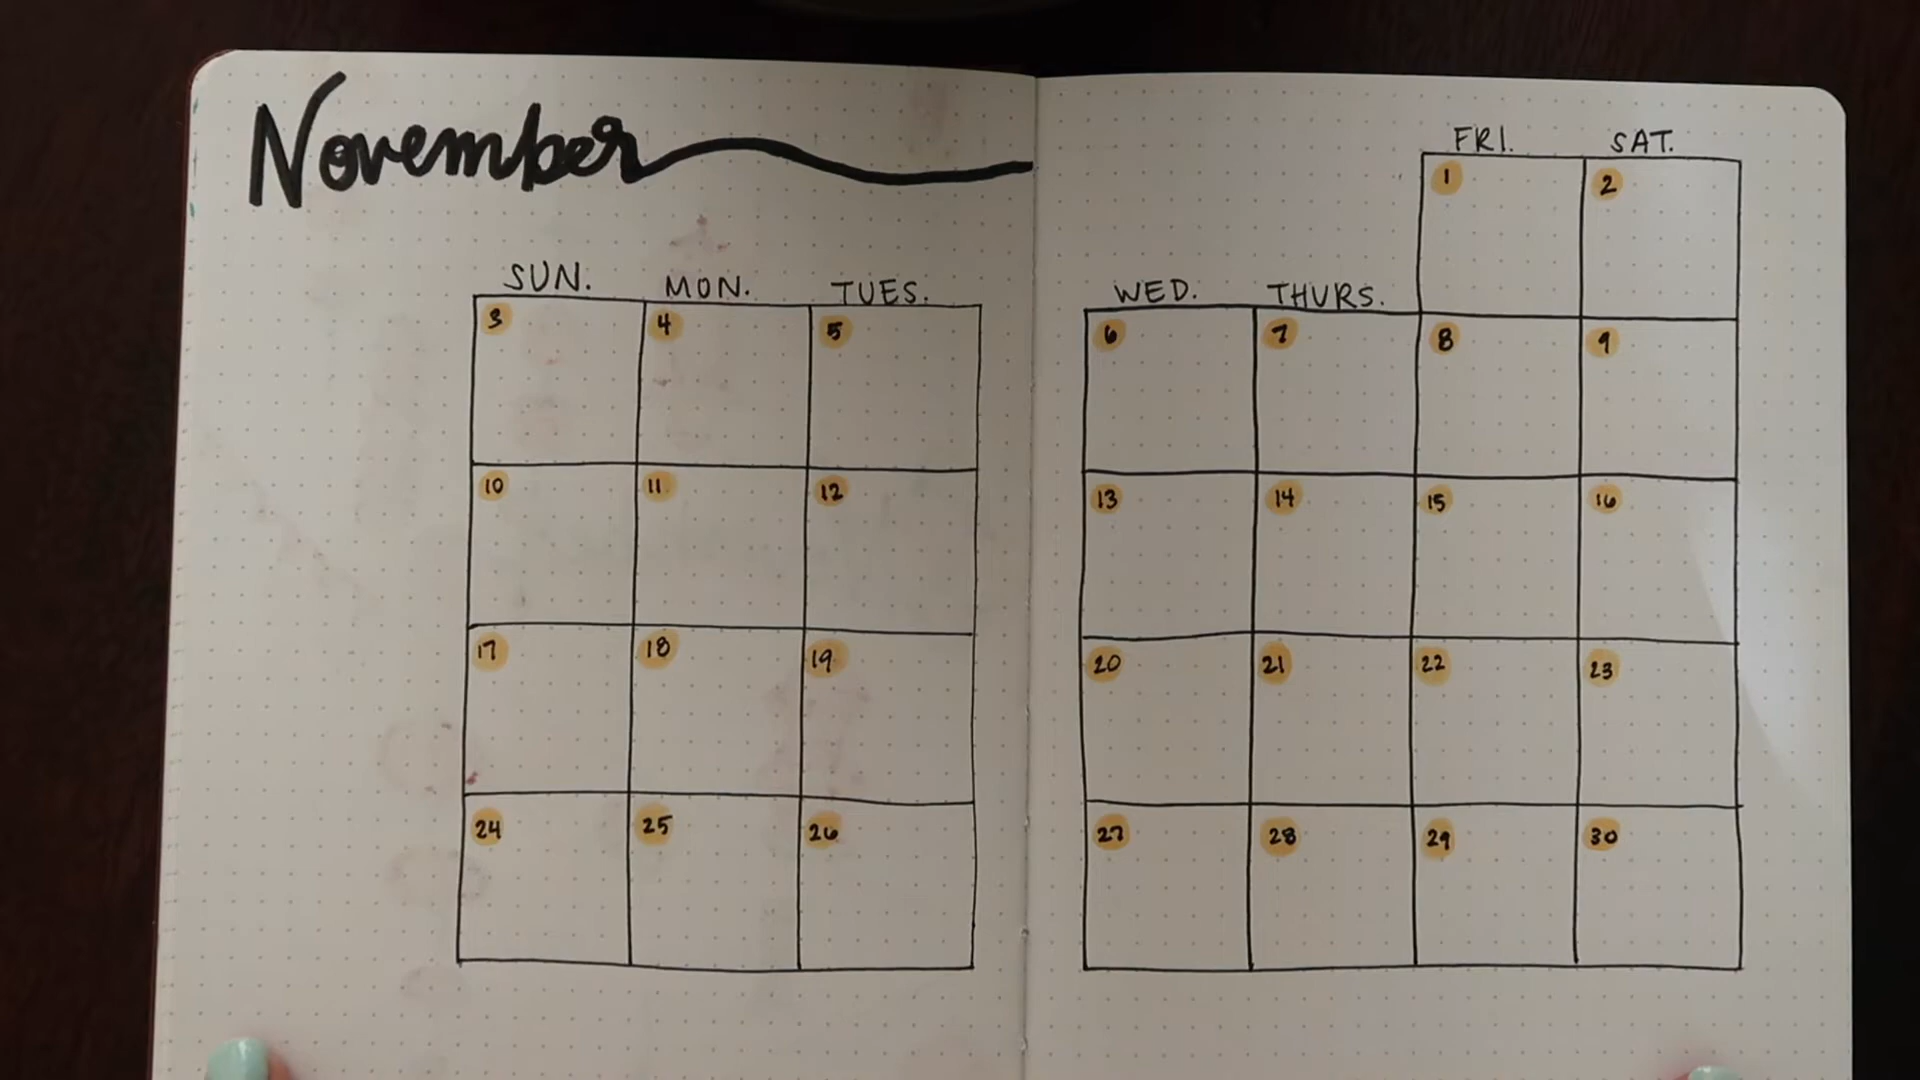 November
FRI. SAT.
1 2
SUN. MON. TUES. WED. THURS.
3 4 5 6 7 8 9
10 11 12 13 14 15 16
17 18 19 20 21 22 23
24 25 26 27 28 29 30